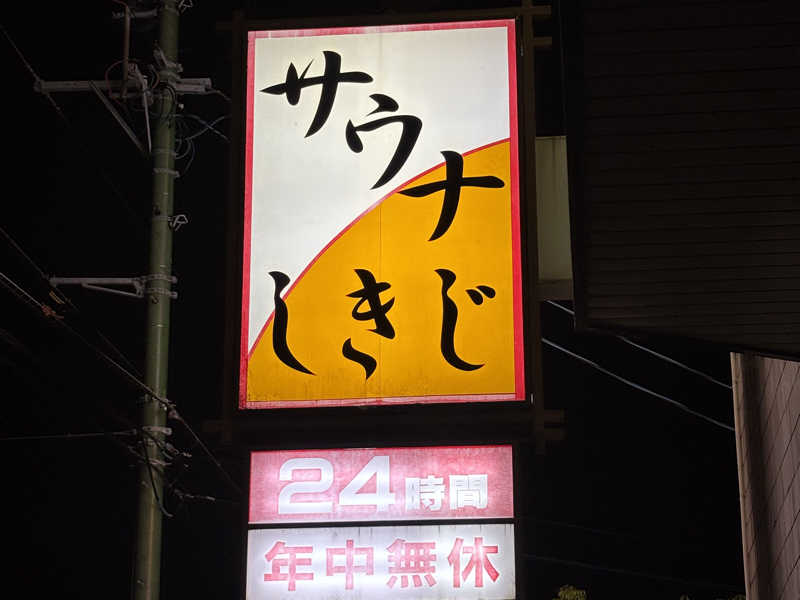 サウナ
しきじ
24時間
年中無休